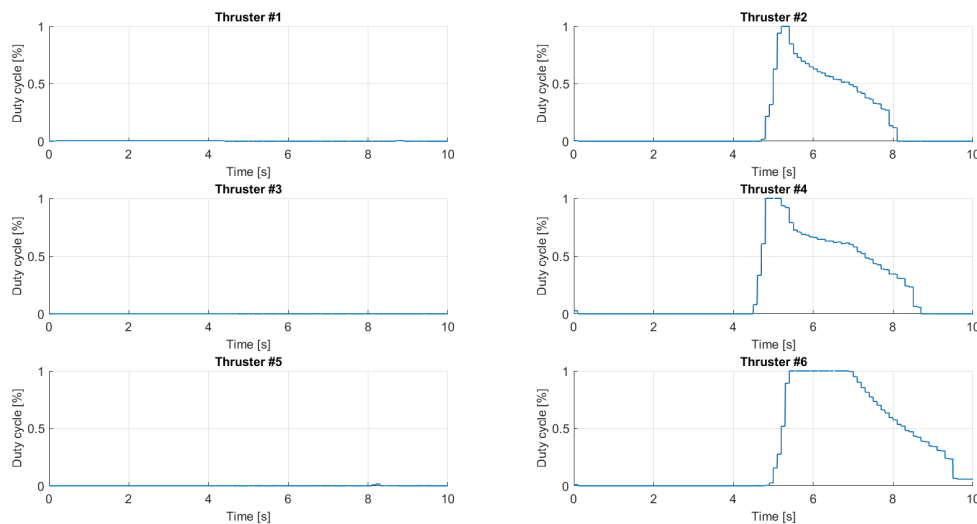 Thruster #1
Duty cycle [%]
1
0.5
0
0 2 4 6 8 10
Time [s]
Thruster #2
Duty cycle [%]
1
0.5
0
0 2 4 6 8 10
Time [s]
Thruster #3
Duty cycle [%]
1
0.5
0
0 2 4 6 8 10
Time [s]
Thruster #4
Duty cycle [%]
1
0.5
0
0 2 4 6 8 10
Time [s]
Thruster #5
Duty cycle [%]
1
0.5
0
0 2 4 6 8 10
Time [s]
Thruster #6
Duty cycle [%]
1
0.5
0
0 2 4 6 8 10
Time [s]